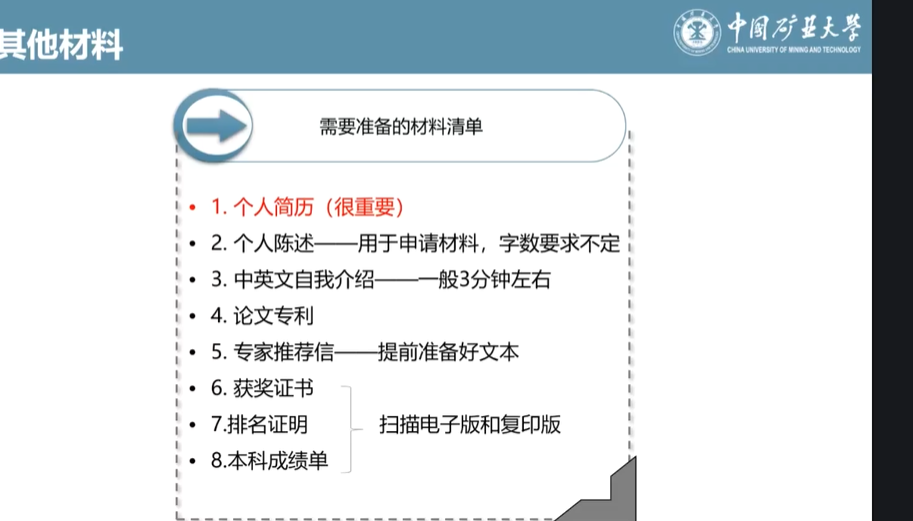 其他材料
中国矿业大学
CHINA UNIVERSITY OF MINING AND TECHNOLOGY
需要准备的材料清单
• 1. 个人简历（很重要）
• 2. 个人陈述——用于申请材料，字数要求不定
• 3. 中英文自我介绍——一般3分钟左右
• 4. 论文专利
• 5. 专家推荐信——提前准备好文本
• 6. 获奖证书
• 7.排名证明 扫描电子版和复印版
• 8.本科成绩单